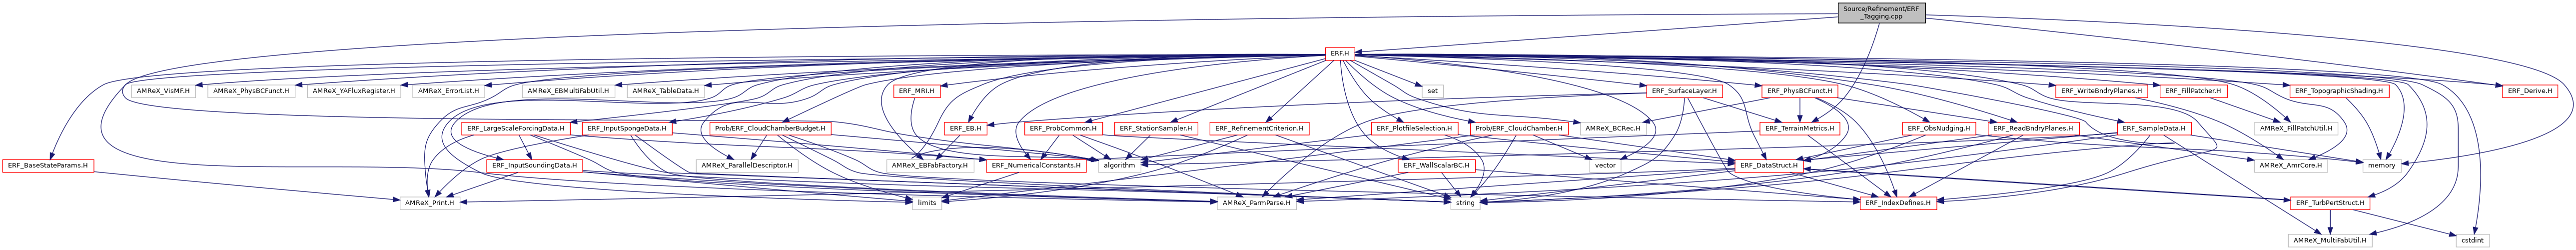 Source/Refinement/ERF
_Tagging.cpp
ERF.H
AMReX_VisMF.H
AMReX_PhysBCFunct.H
AMReX_YAFluxRegister.H
AMReX_ErrorList.H
AMReX_EBMultiFabUtil.H
AMReX_TableData.H
ERF_MRI.H
set
ERF_SurfaceLayer.H
ERF_PhysBCFunct.H
ERF_WriteBndryPlanes.H
ERF_FillPatcher.H
ERF_TopographicShading.H
ERF_Derive.H
ERF_LargeScaleForcingData.H
ERF_InputSpongeData.H
Prob/ERF_CloudChamberBudget.H
ERF_EB.H
ERF_ProbCommon.H
ERF_StationSampler.H
ERF_RefinementCriterion.H
ERF_PlotfileSelection.H
Prob/ERF_CloudChamber.H
AMReX_BCRec.H
ERF_TerrainMetrics.H
ERF_ObsNudging.H
ERF_ReadBndryPlanes.H
ERF_SampleData.H
AMReX_FillPatchUtil.H
ERF_BaseStateParams.H
ERF_InputSoundingData.H
AMReX_ParallelDescriptor.H
AMReX_EBFabFactory.H
ERF_NumericalConstants.H
algorithm
ERF_WallScalarBC.H
vector
ERF_DataStruct.H
AMReX_AmrCore.H
memory
AMReX_Print.H
limits
AMReX_ParmParse.H
string
ERF_IndexDefines.H
ERF_TurbPertStruct.H
AMReX_MultiFabUtil.H
cstdint